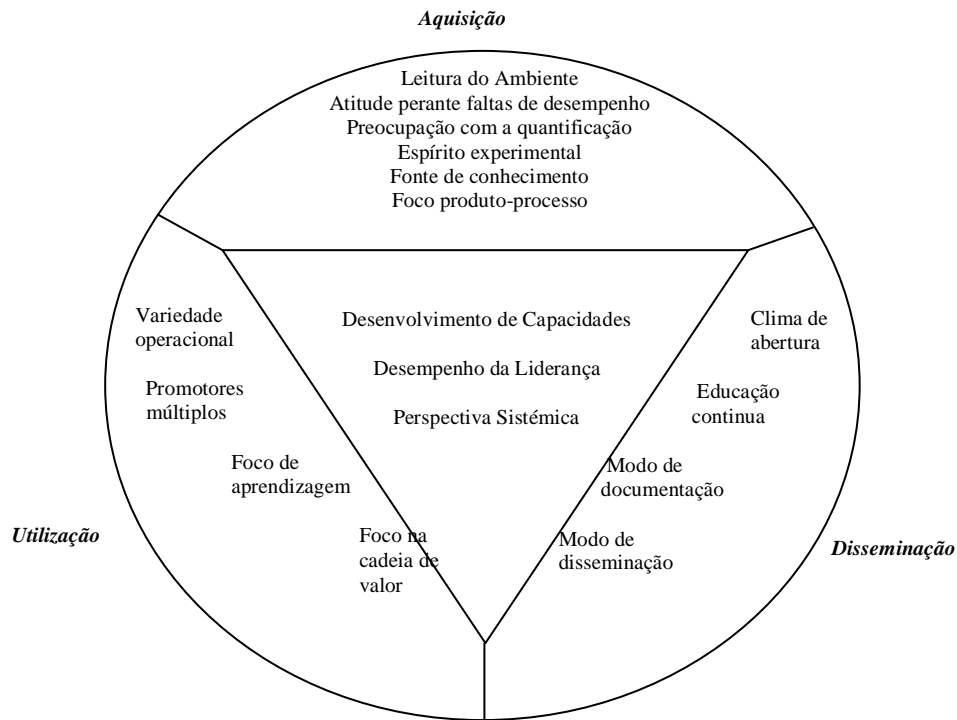 Aquisição
Leitura do Ambiente
Atitude perante faltas de desempenho
Preocupação com a quantificação
Espírito experimental
Fonte de conhecimento
Foco produto-processo
Variedade
operacional
Promotores
múltiplos
Foco de
aprendizagem
Foco na
cadeia de
valor
Utilização
Desenvolvimento de Capacidades
Desempenho da Liderança
Perspectiva Sistémica
Clima de
abertura
Educação
continua
Modo de
documentação
Modo de
disseminação
Disseminação